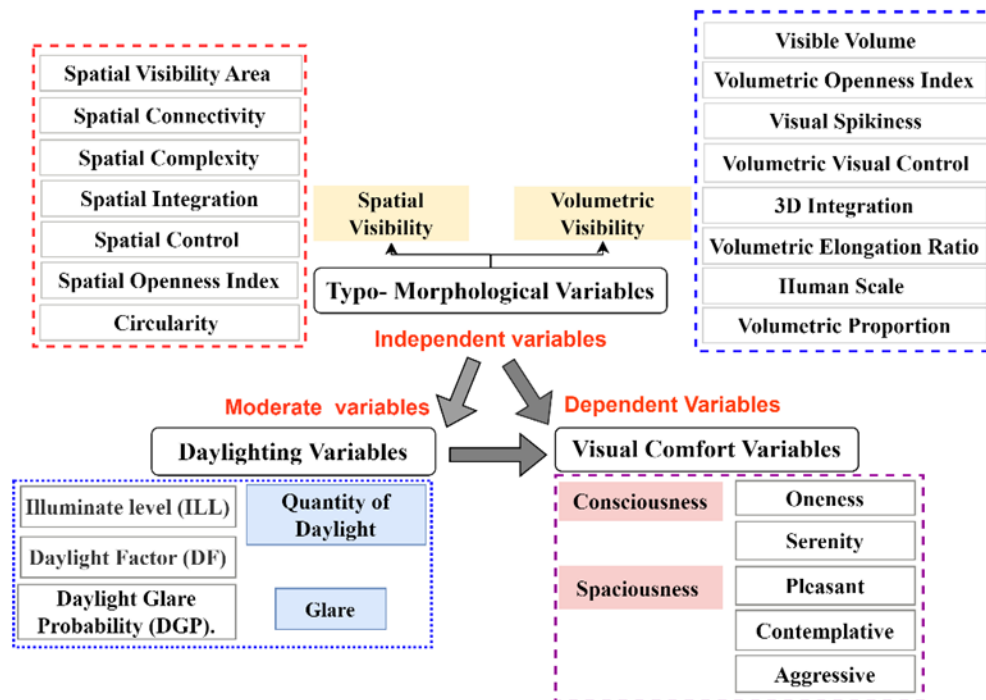 Spatial Visibility Area
Spatial Connectivity
Spatial Complexity
Spatial Integration
Spatial Control
Spatial Openness Index
Circularity
Spatial
Visibility
Volumetric
Visibility
Typo- Morphological Variables
Visible Volume
Volumetric Openness Index
Visual Spikiness
Volumetric Visual Control
3D Integration
Volumetric Elongation Ratio
Human Scale
Volumetric Proportion
Independent variables
Moderate variables
Dependent Variables
Daylighting Variables
Visual Comfort Variables
Illuminate level (ILL)
Daylight Factor (DF)
Daylight Glare
Probability (DGP).
Quantity of
Daylight
Glare
Consciousness
Spaciousness
Oneness
Serenity
Pleasant
Contemplative
Aggressive